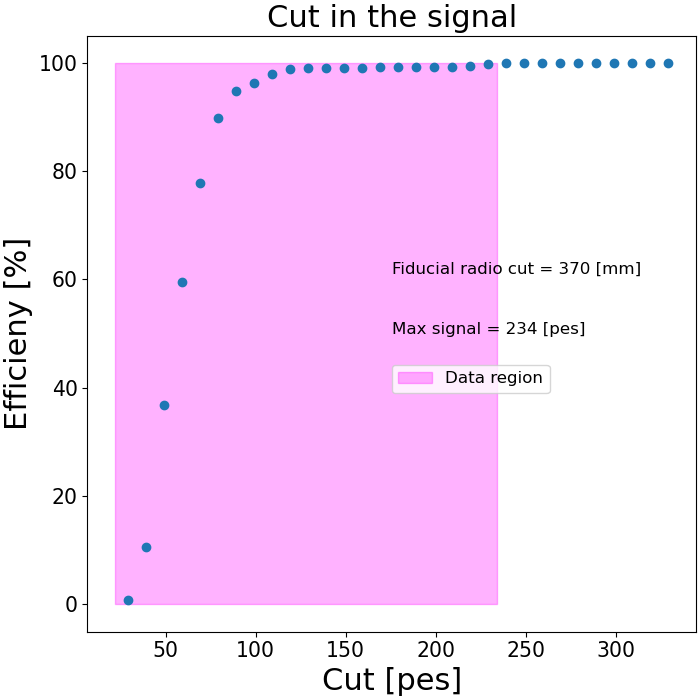 Cut in the signal
Efficieny [%]
100
80
60
40
20
0
Fiducial radio cut = 370 [mm]
Max signal = 234 [pes]
Data region
50 100 150 200 250 300
Cut [pes]